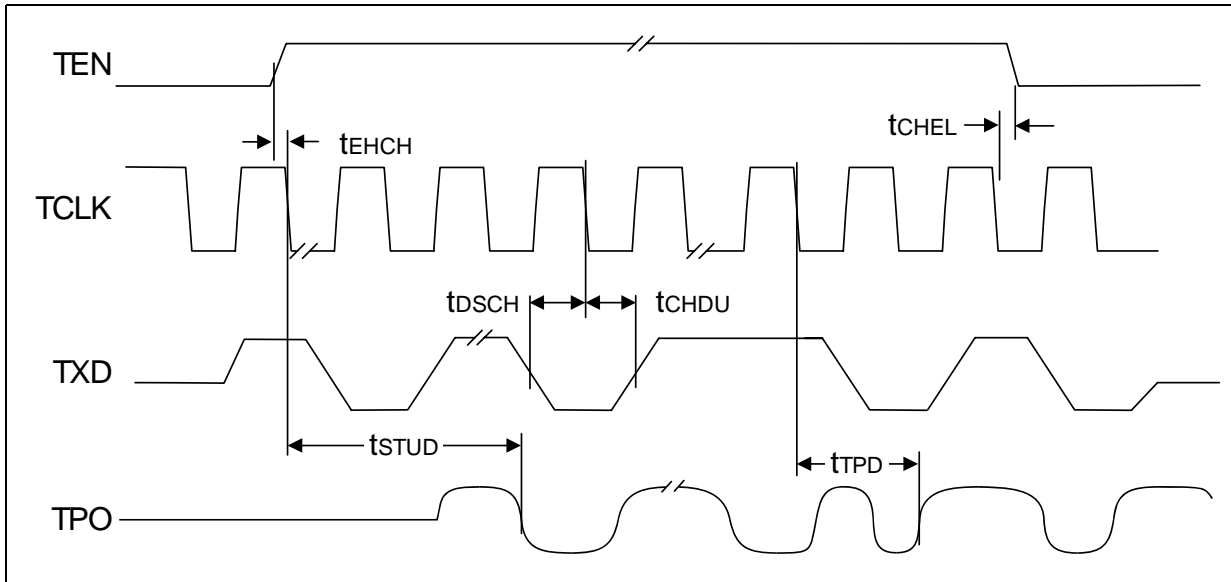 TEN
tCHEL
tEHCH
TCLK
tDSCH
tCHDU
TXD
tSTUD
tTPD
TPO